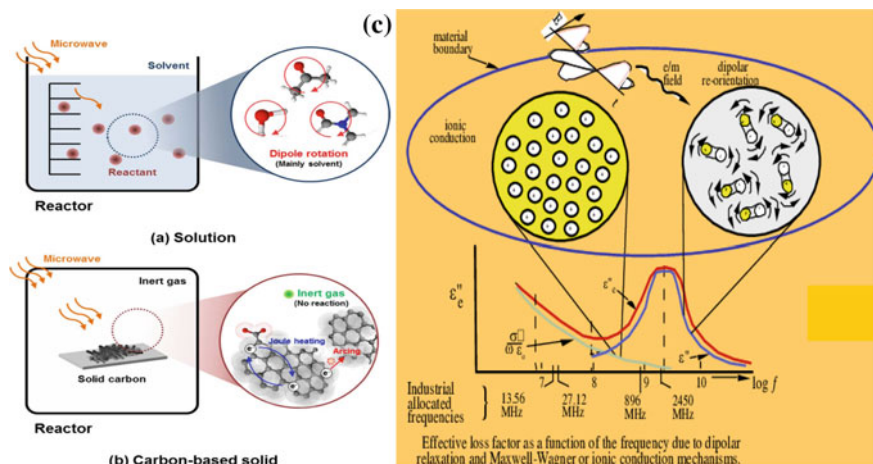 Microwave
Solvent
Reactant
Dipole rotation
(Mainly solvent)
Reactor
(a) Solution
Microwave
Inert gas
Inert gas
(No reaction)
Joule heating
Arcing
Solid carbon
Reactor
(b) Carbon-based solid
(c)
material
boundary
e/m
field
dipolar
re-orientation
ionic
conduction
ε"e
ε"e
ε"
7
8
9
10
log f
Industrial
allocated
frequencies
13.56
MHz
27.12
MHz
896
MHz
2450
MHz
Effective loss factor as a function of the frequency due to dipolar
relaxation and Maxwell-Wagner or ionic conduction mechanisms.